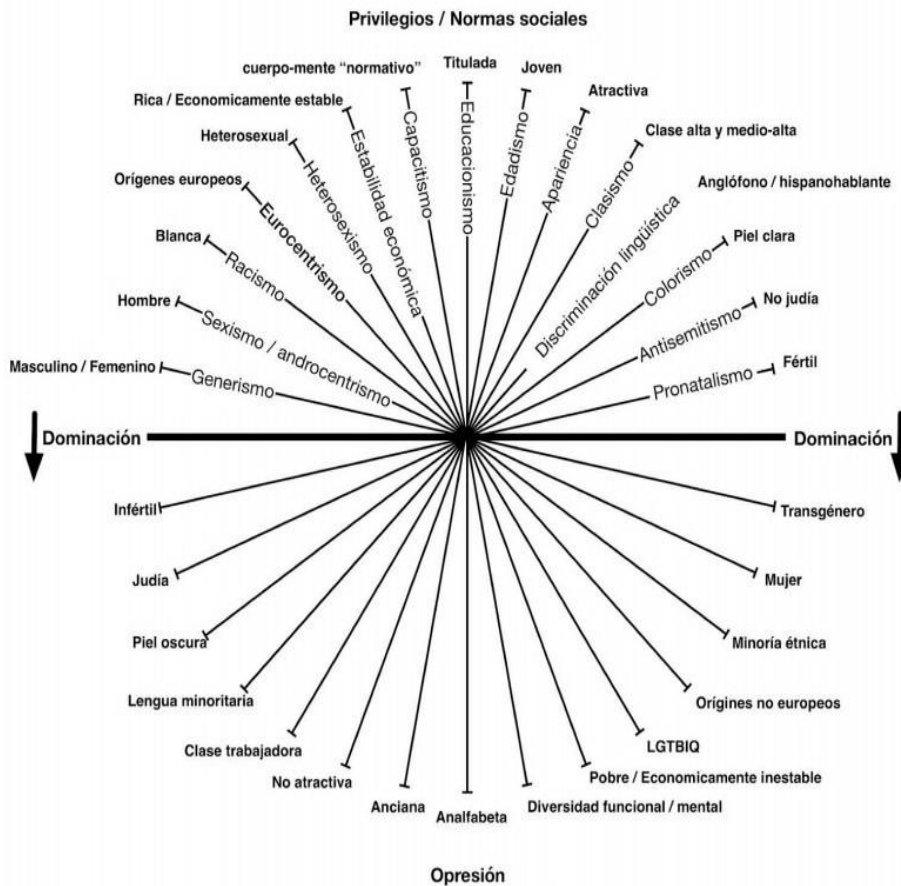 Privilegios / Normas sociales
Titulada
cuerpo-mente “normativo”
Joven
Rica / Economicamente estable
Atractiva
Heterosexual
Clase alta y medio-alta
Orígenes europeos
Anglófono / hispanohablante
Blanca
Piel clara
Hombre
No judía
Masculino / Femenino
Fértil
Generismo
Sexismo / androcentrismo
Racismo
Eurocentrismo
Heterosexismo
Estabilidad económica
Capacitismo
Educacionismo
Edadismo
Apariencia
Clasismo
Discriminación lingüística
Colorismo
Antisemitismo
Pronatalismo
Dominación
Dominación
Infértil
Transgénero
Judía
Mujer
Piel oscura
Minoría étnica
Lengua minoritaria
Orígines no europeos
Clase trabajadora
LGTBIQ
No atractiva
Pobre / Economicamente inestable
Anciana
Analfabeta
Diversidad funcional / mental
Opresión